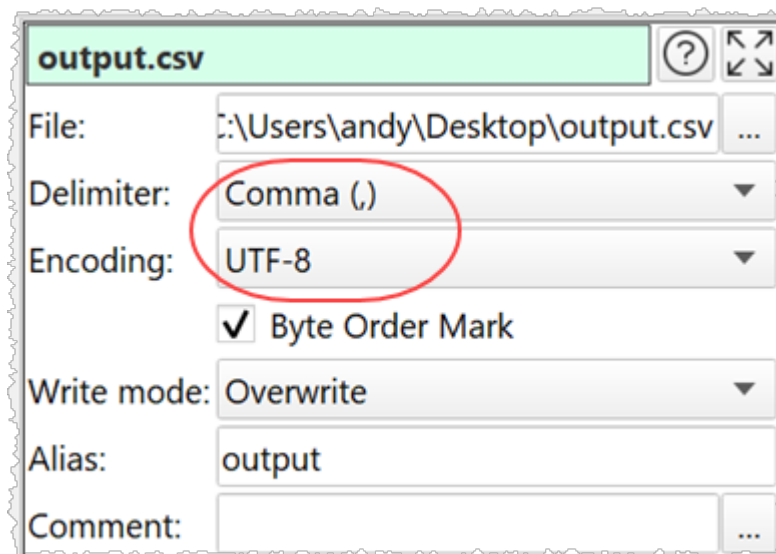 output.csv
File: C:\Users\andy\Desktop\output.csv ...
Delimiter: Comma (,)
Encoding: UTF-8
Byte Order Mark
Write mode: Overwrite
Alias: output
Comment: ...